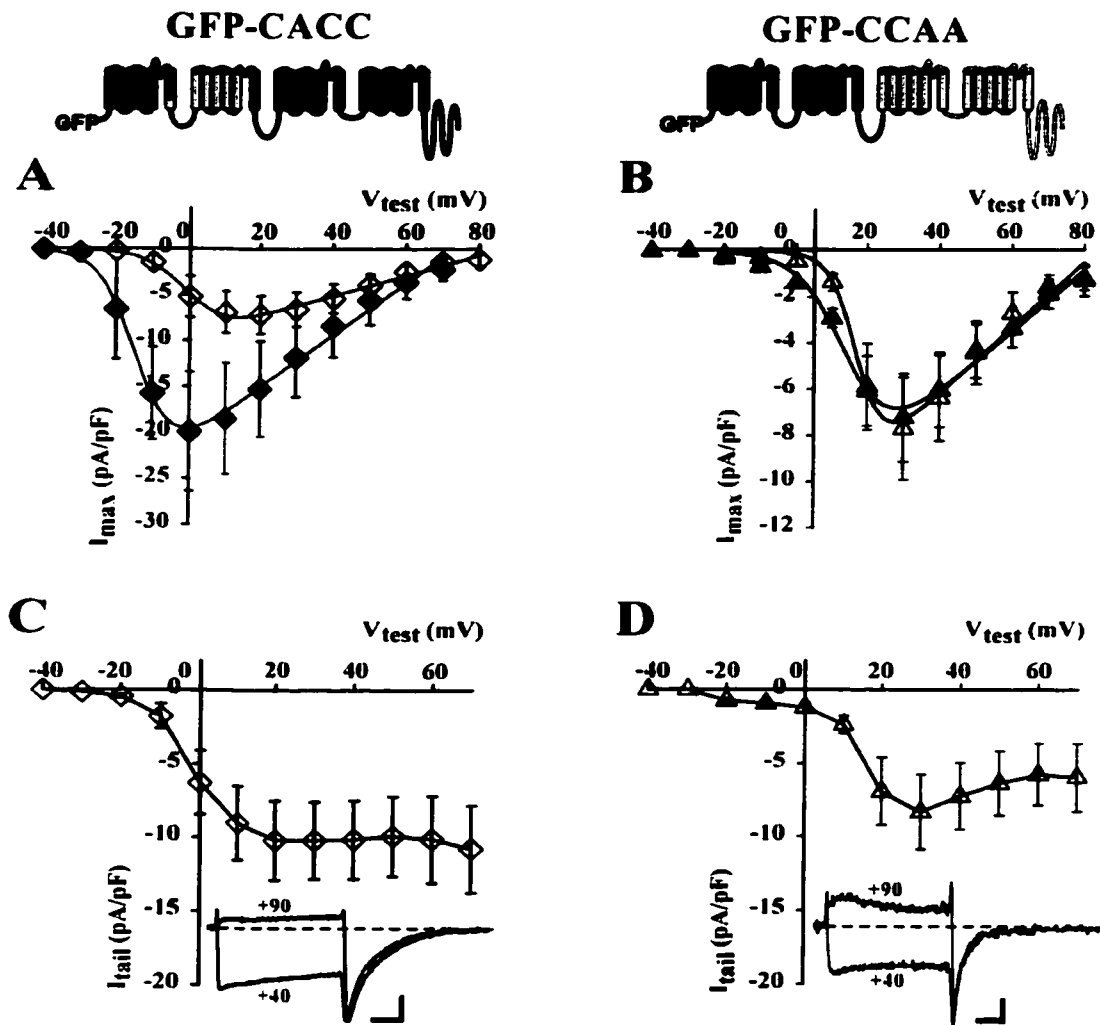 GFP-CACC
GFP-CCAA
GFP
GFP
A
V_test (mV)
-40 -20 0 20 40 60 80
-5
-10
-15
-20
-25
-30
I_max (pA/pF)
B
V_test (mV)
-40 -20 0 20 40 60 80
-2
-4
-6
-8
-10
-12
I_max (pA/pF)
C
V_test (mV)
-40 -20 0 20 40 60
-5
-10
-15
-20
I_tail (pA/pF)
+90
+40
D
V_test (mV)
-40 -20 0 20 40 60
-5
-10
-15
-20
I_tail (pA/pF)
+90
+40